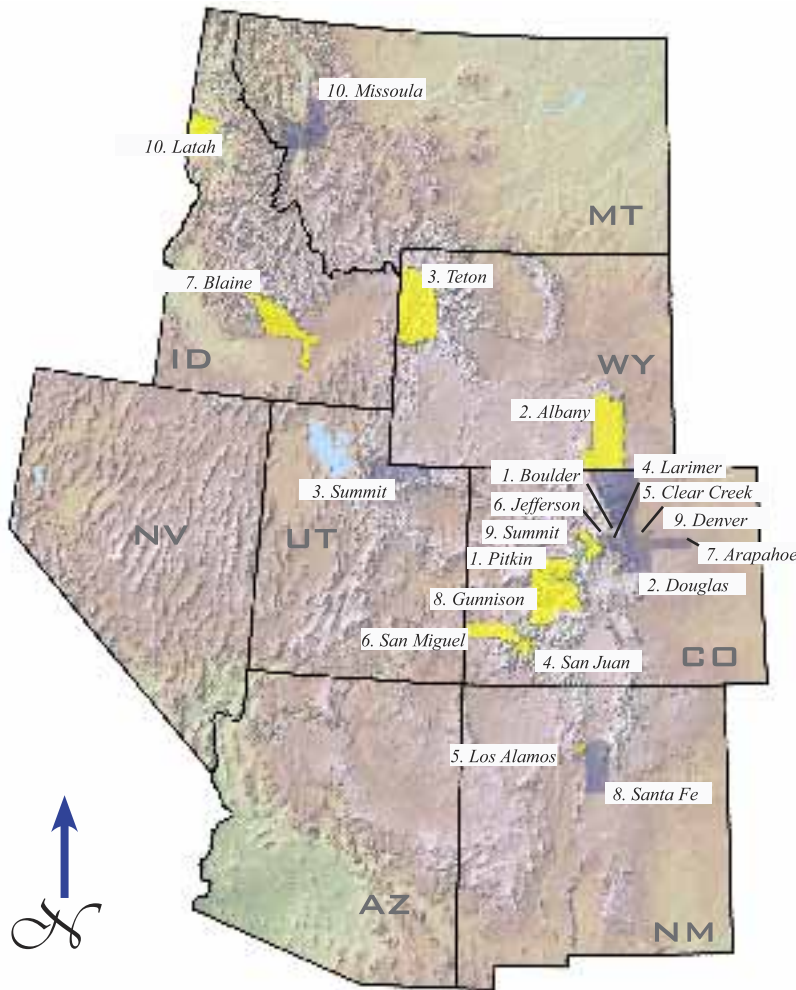 10. Missoula
10. Latah
MT
7. Blaine
3. Teton
ID
WY
2. Albany
1. Boulder
4. Larimer
3. Summit
5. Clear Creek
6. Jefferson
9. Denver
NV
UT
9. Summit
7. Arapahoe
1. Pitkin
2. Douglas
8. Gunnison
6. San Miguel
CO
4. San Juan
5. Los Alamos
8. Santa Fe
AZ
NM
N